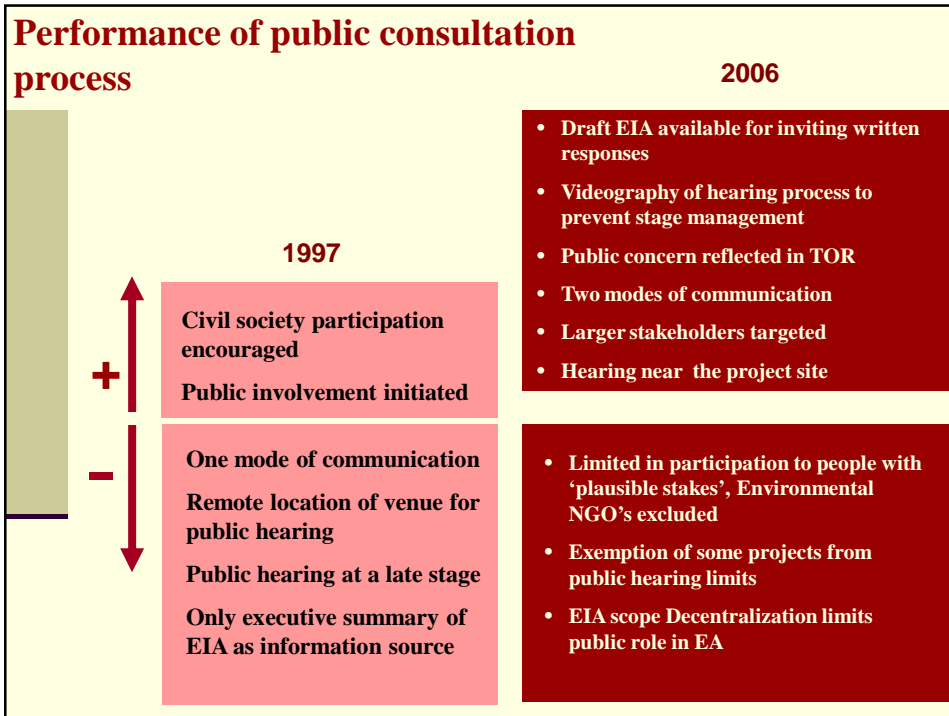 Performance of public consultation
process
2006
• Draft EIA available for inviting written
responses
• Videography of hearing process to
prevent stage management
• Public concern reflected in TOR
• Two modes of communication
• Larger stakeholders targeted
• Hearing near the project site
1997
+
Civil society participation
encouraged
Public involvement initiated
–
One mode of communication
Remote location of venue for
public hearing
Public hearing at a late stage
Only executive summary of
EIA as information source
• Limited in participation to people with
‘plausible stakes’, Environmental
NGO’s excluded
• Exemption of some projects from
public hearing limits
• EIA scope Decentralization limits
public role in EA